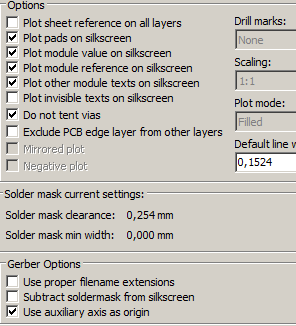 Options
Plot sheet reference on all layers
Plot pads on silkscreen
Plot module value on silkscreen
Plot module reference on silkscreen
Plot other module texts on silkscreen
Plot invisible texts on silkscreen
Do not tent vias
Exclude PCB edge layer from other layers
Mirrored plot
Negative plot
Drill marks:
None
Scaling:
1:1
Plot mode:
Filled
Default line w
0,1524
Solder mask current settings:
Solder mask clearance: 0,254 mm
Solder mask min width: 0,000 mm
Gerber Options
Use proper filename extensions
Subtract soldermask from silkscreen
Use auxiliary axis as origin